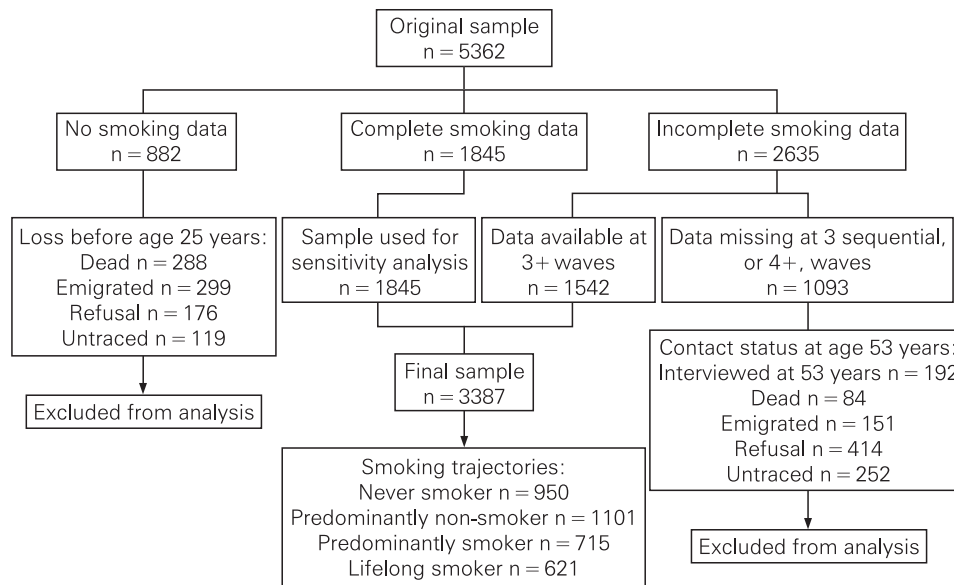 Original sample
n = 5362
No smoking data
n = 882
Complete smoking data
n = 1845
Incomplete smoking data
n = 2635
Loss before age 25 years:
Dead n = 288
Emigrated n = 299
Refusal n = 176
Untraced n = 119
Sample used for
sensitivity analysis
n = 1845
Data available at
3+ waves
n = 1542
Data missing at 3 sequential,
or 4+, waves
n = 1093
Excluded from analysis
Final sample
n = 3387
Contact status at age 53 years:
Interviewed at 53 years n = 192
Dead n = 84
Emigrated n = 151
Refusal n = 414
Untraced n = 252
Smoking trajectories:
Never smoker n = 950
Predominantly non-smoker n = 1101
Predominantly smoker n = 715
Lifelong smoker n = 621
Excluded from analysis